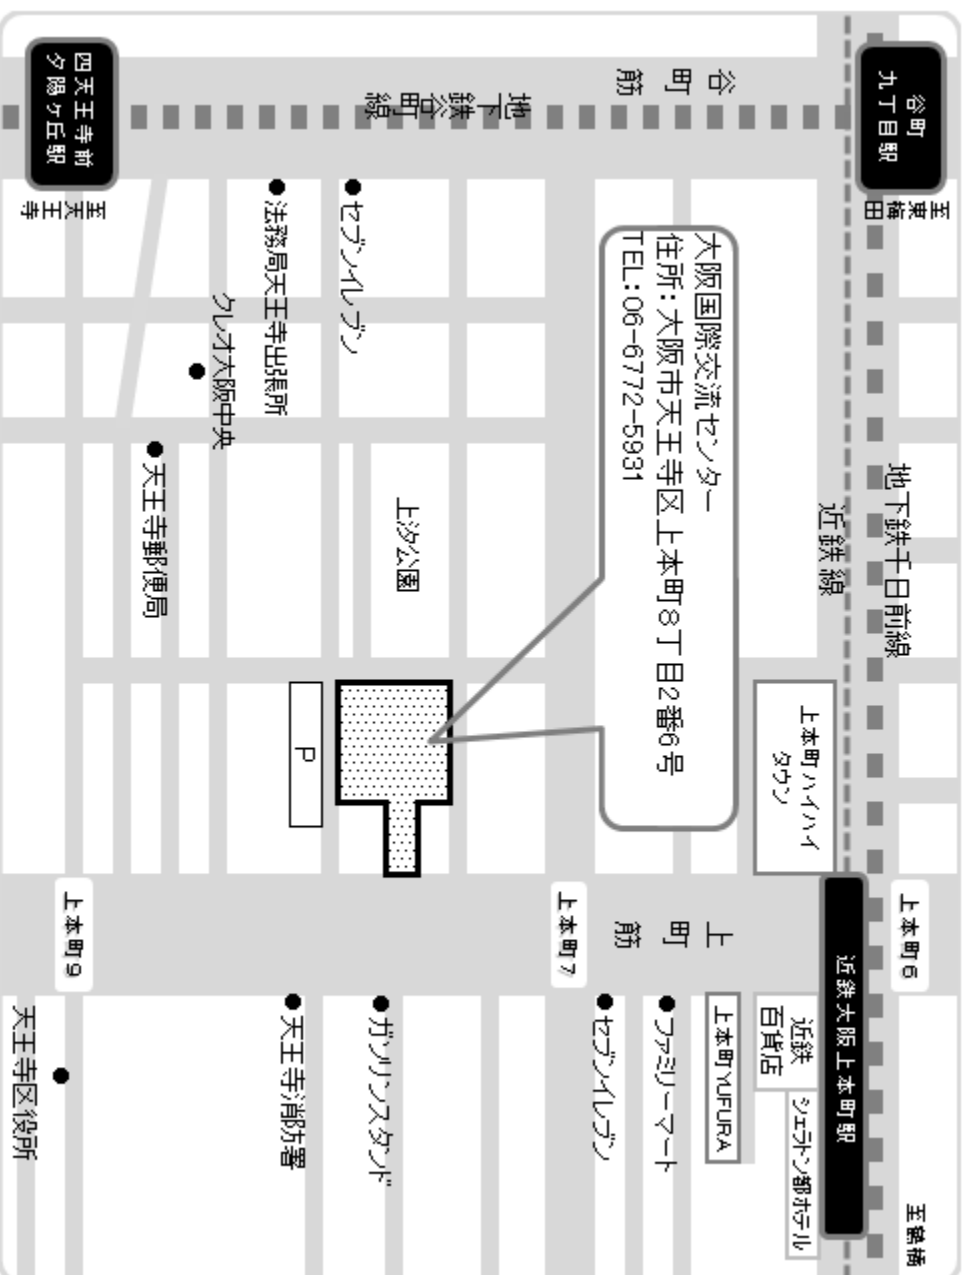 谷町
九丁目駅
至
東
梅
田
地下鉄千日前線
近鉄線
上本町6
至鶴橋
近鉄大阪上本町駅
谷町筋
地下鉄谷町線
四天王寺前
夕陽ヶ丘駅
至
天
王
寺
大阪国際交流センター
住所:大阪市天王寺区上本町8丁目2番6号
TEL:06-6772-5931
上本町ハイハイ
タウン
近鉄
百貨店
シェラトン都ホテル
上本町YUFURA
ファミリーマート
セブンイレブン
上町筋
上本町7
セブンイレブン
法務局天王寺出張所
クレオ大阪中央
天王寺郵便局
上汐公園
P
ガソリンスタンド
天王寺消防署
上本町9
天王寺区役所